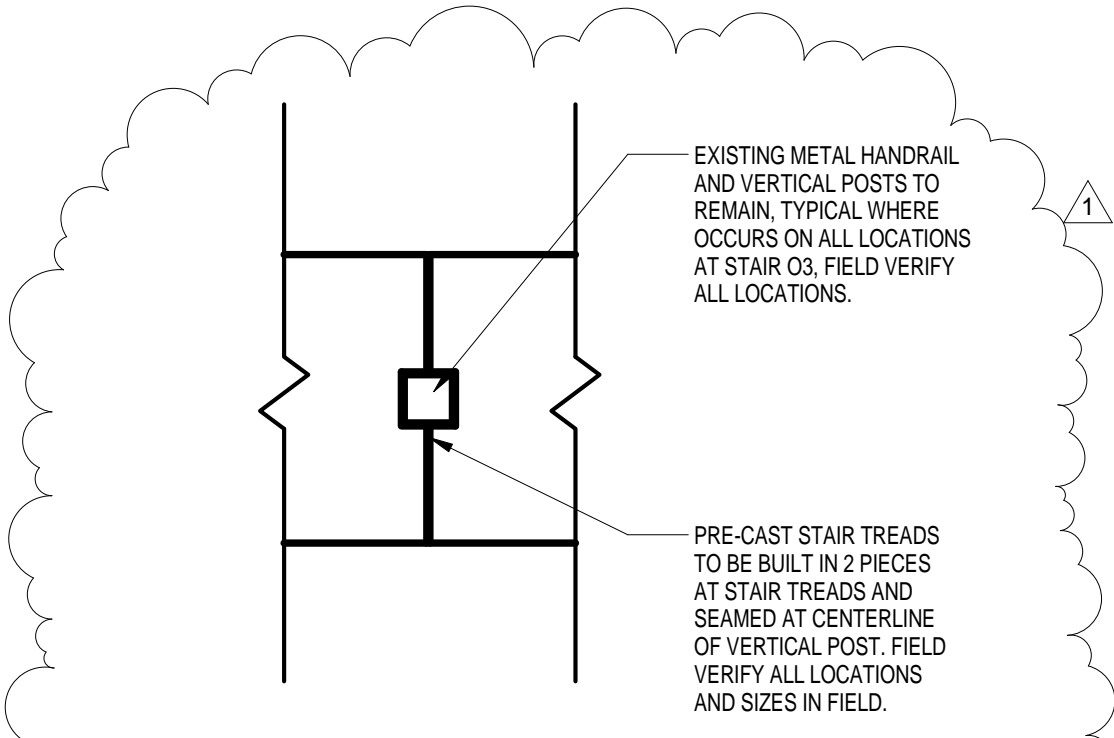 EXISTING METAL HANDRAIL
AND VERTICAL POSTS TO
REMAIN, TYPICAL WHERE
OCCURS ON ALL LOCATIONS
AT STAIR O3, FIELD VERIFY
ALL LOCATIONS.
1
PRE-CAST STAIR TREADS
TO BE BUILT IN 2 PIECES
AT STAIR TREADS AND
SEAMED AT CENTERLINE
OF VERTICAL POST. FIELD
VERIFY ALL LOCATIONS
AND SIZES IN FIELD.